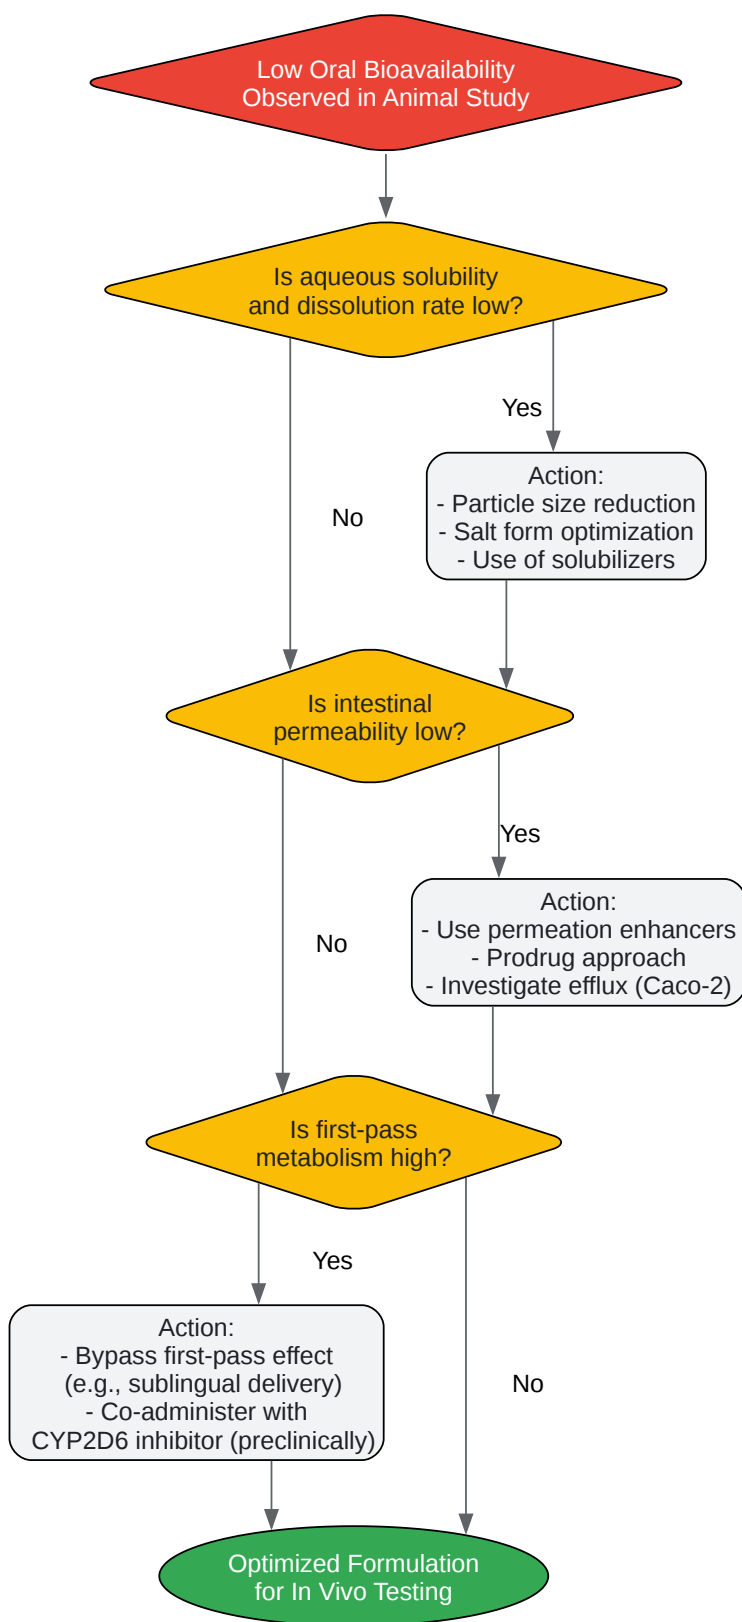 Low Oral Bioavailability
Observed in Animal Study
Is aqueous solubility
and dissolution rate low?
Yes
Action:
- Particle size reduction
- Salt form optimization
- Use of solubilizers
No
Is intestinal
permeability low?
Yes
Action:
- Use permeation enhancers
- Prodrug approach
- Investigate efflux (Caco-2)
No
Is first-pass
metabolism high?
Yes
Action:
- Bypass first-pass effect
(e.g., sublingual delivery)
- Co-administer with
CYP2D6 inhibitor (preclinically)
No
Optimized Formulation
for In Vivo Testing